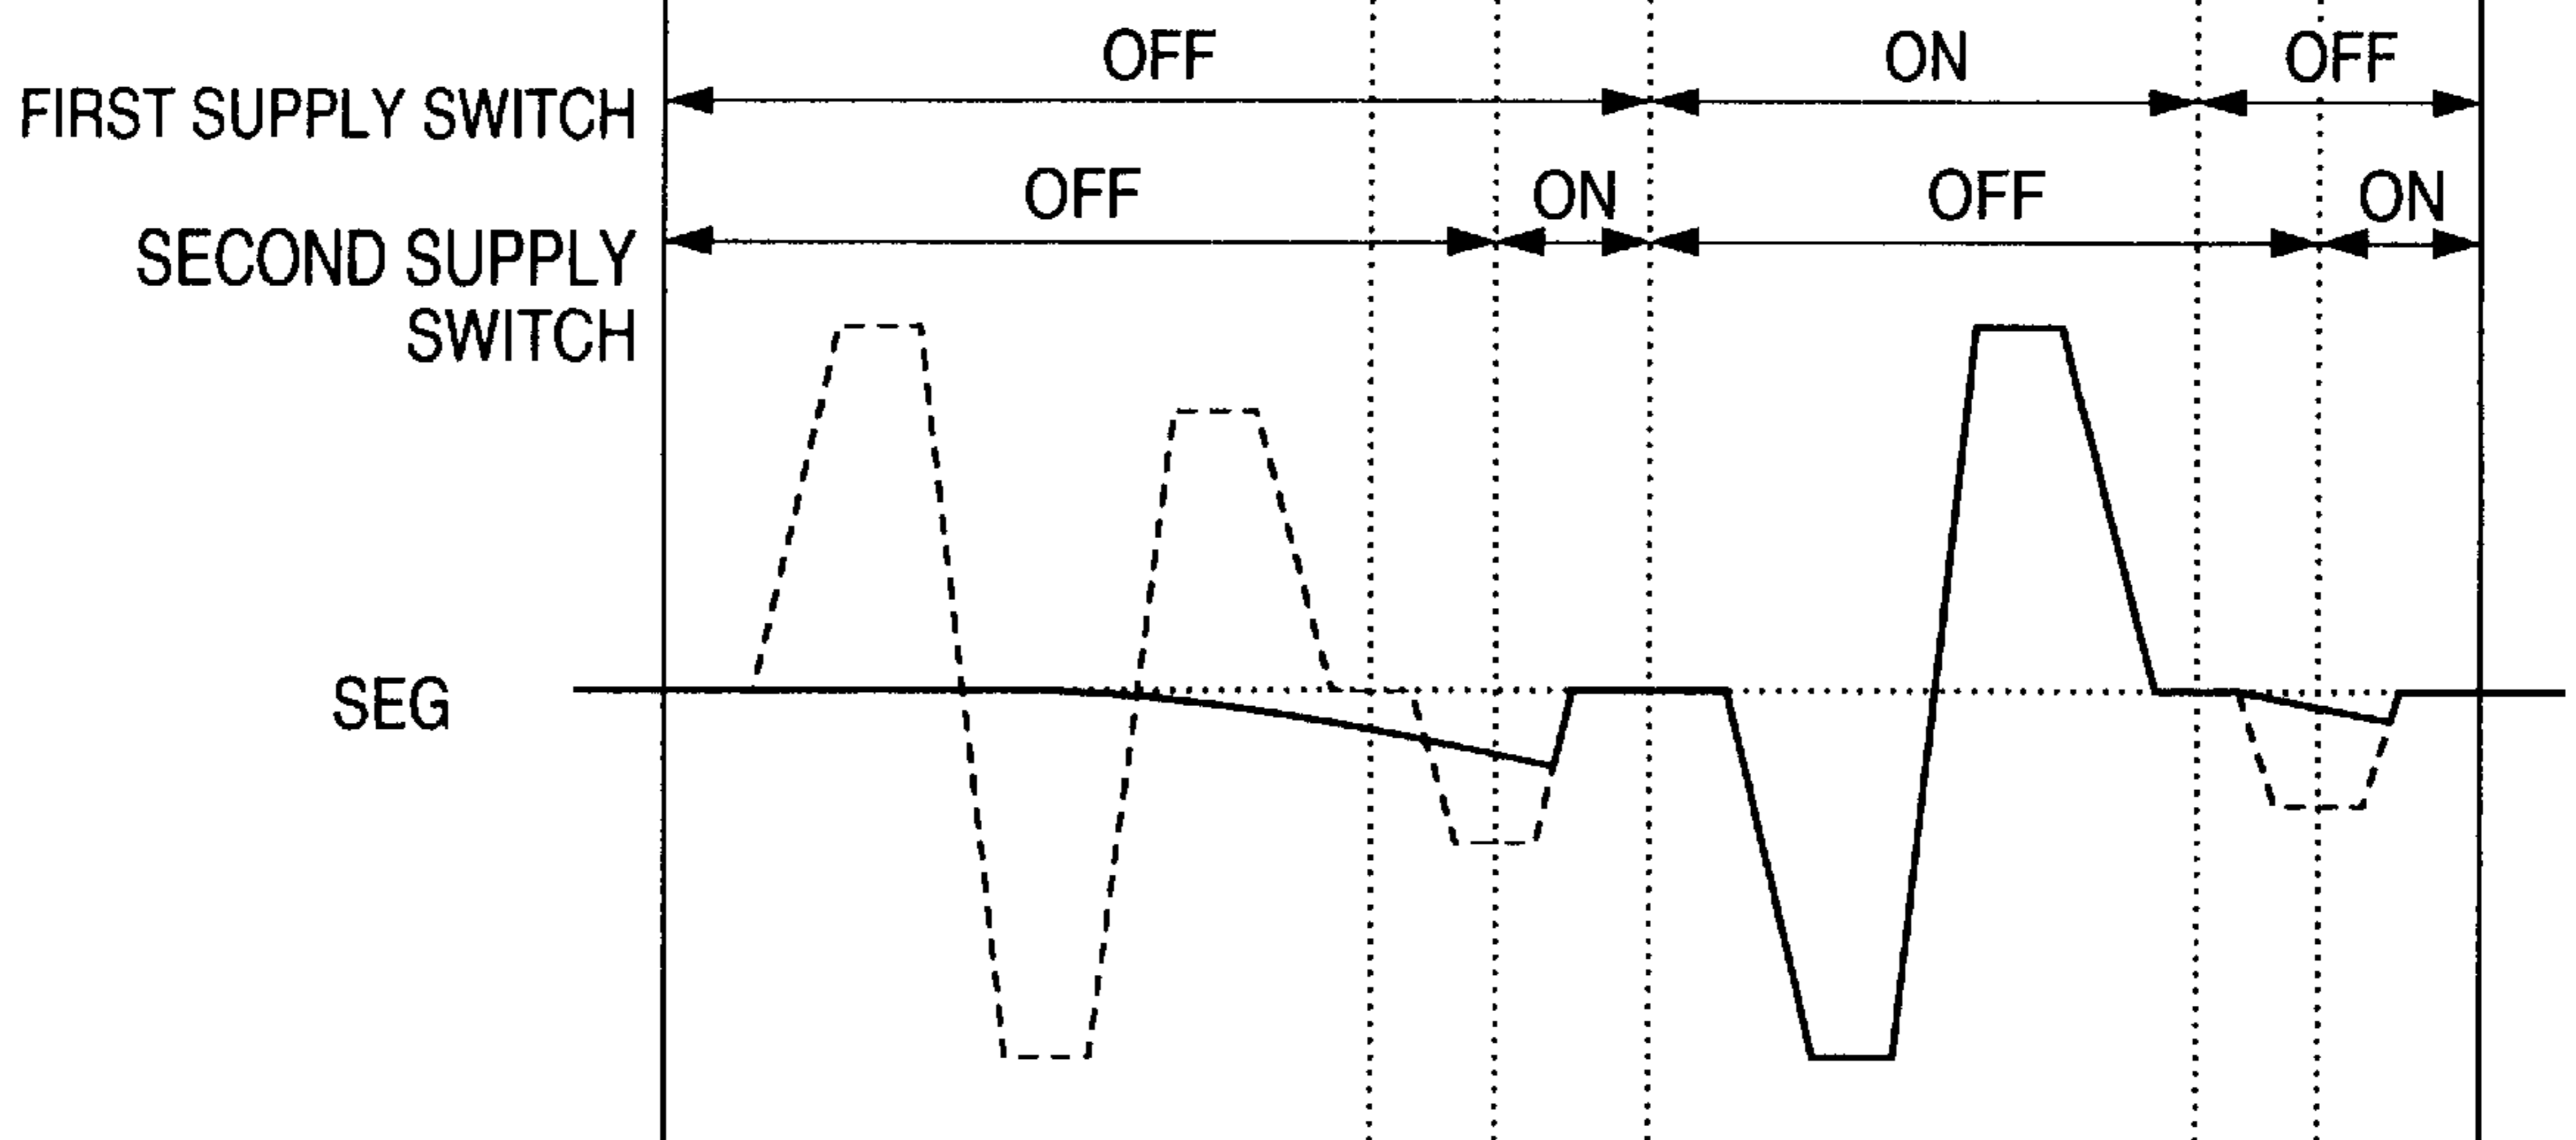 OFF ON OFF
FIRST SUPPLY SWITCH
OFF ON OFF ON
SECOND SUPPLY
SWITCH
SEG